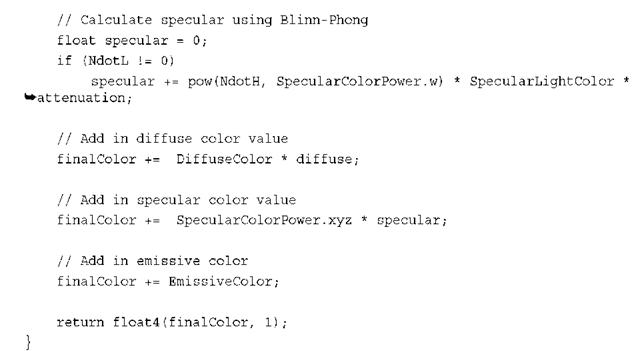 // Calculate specular using Blinn-Phong
float specular = 0;
if (NdotL != 0)
specular += pow(NdotH, SpecularColorPower.w) * SpecularLightColor *
➥attenuation;
// Add in diffuse color value
finalColor += DiffuseColor * diffuse;
// Add in specular color value
finalColor += SpecularColorPower.xyz * specular;
// Add in emissive color
finalColor += EmissiveColor;
return float4(finalColor, 1);
}